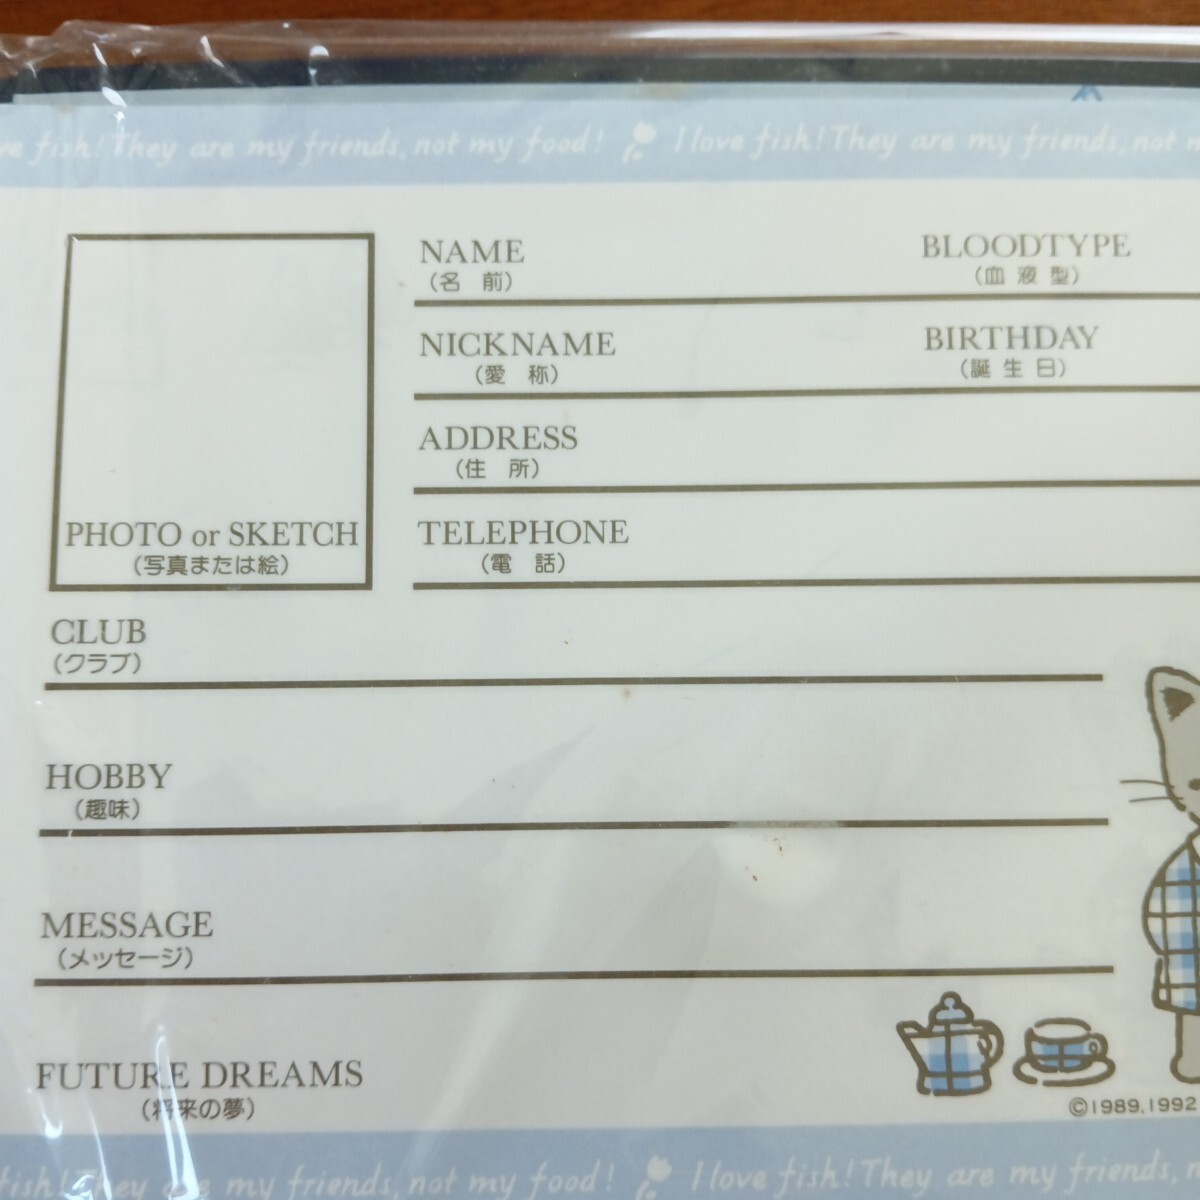 ve fish! They are my friends, not my food! I love fish! They are my friends, not m
NAME
(名 前)
BLOODTYPE
(血 液 型)
NICKNAME
(愛 称)
BIRTHDAY
(誕 生 日)
ADDRESS
(住 所)
TELEPHONE
(電 話)
PHOTO or SKETCH
(写真または絵)
CLUB
(クラブ)
HOBBY
(趣味)
MESSAGE
(メッセージ)
FUTURE DREAMS
(将来の夢)
©1989,1992
fish! They are my friends, not my food! I love fish! They are my friends, n